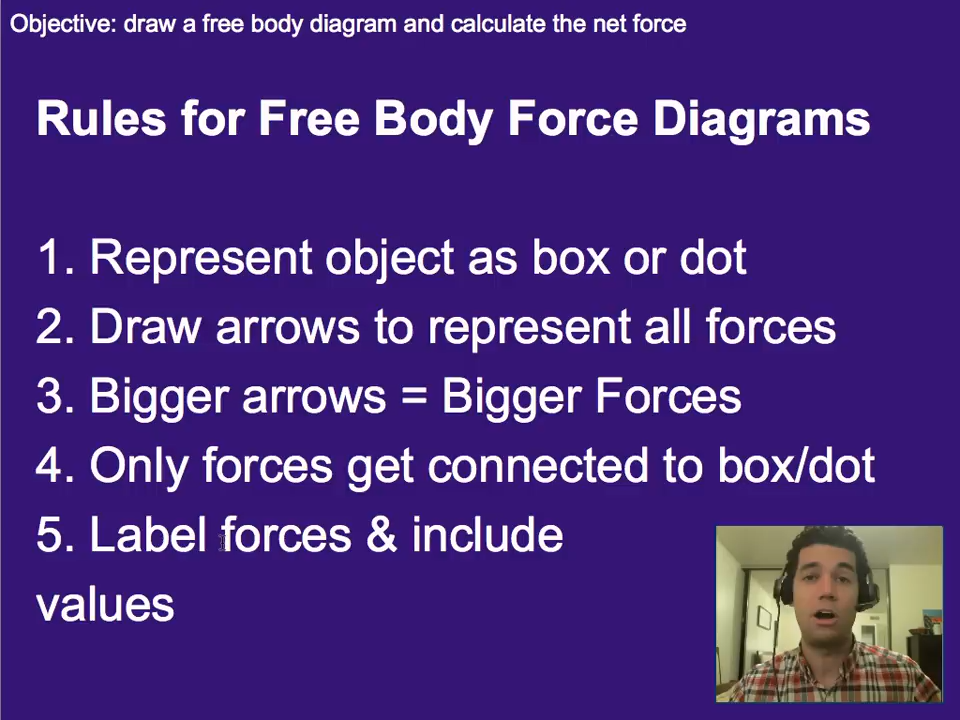 Objective: draw a free body diagram and calculate the net force
Rules for Free Body Force Diagrams
1. Represent object as box or dot
2. Draw arrows to represent all forces
3. Bigger arrows = Bigger Forces
4. Only forces get connected to box/dot
5. Label forces & include
values